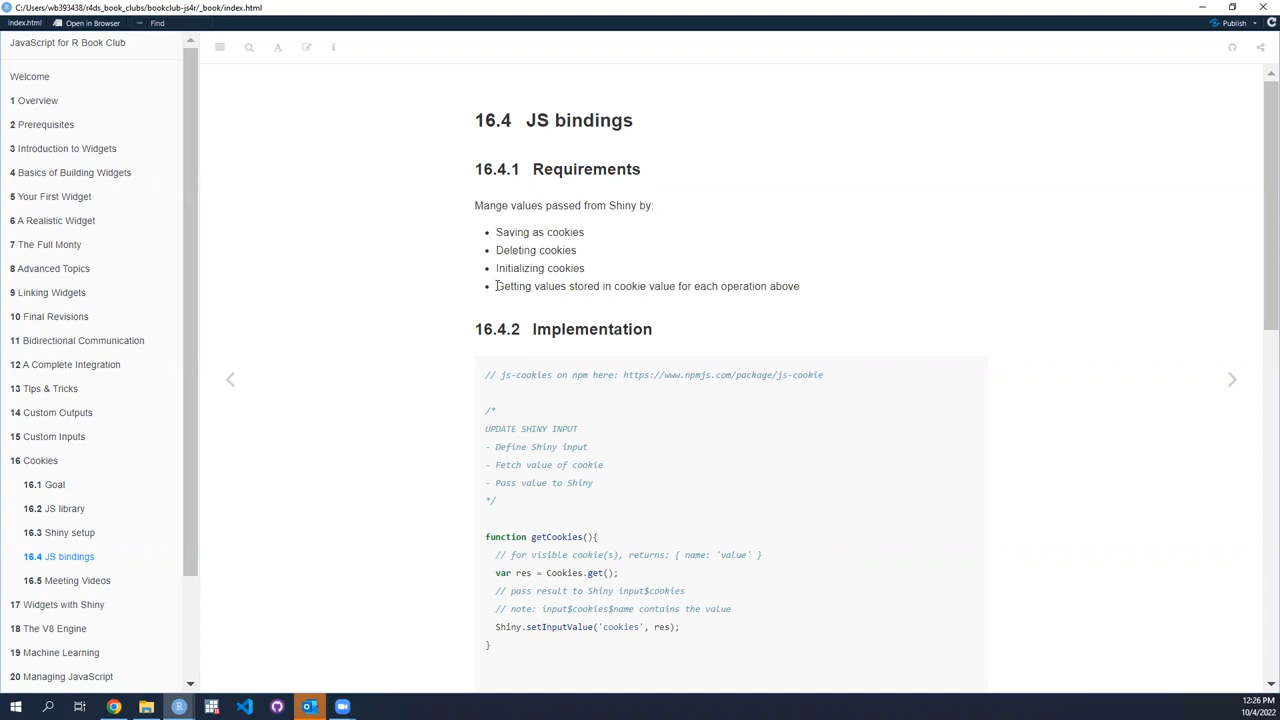 C:/Users/wb393438/r4ds_book_clubs/bookclub-js4r/_book/index.html
index.html Open in Browser Find Publish
JavaScript for R Book Club
Welcome
1 Overview
2 Prerequisites
3 Introduction to Widgets
4 Basics of Building Widgets
5 Your First Widget
6 A Realistic Widget
7 The Full Monty
8 Advanced Topics
9 Linking Widgets
10 Final Revisions
11 Bidirectional Communication
12 A Complete Integration
13 Tips & Tricks
14 Custom Outputs
15 Custom Inputs
16 Cookies
16.1 Goal
16.2 JS library
16.3 Shiny setup
16.4 JS bindings
16.5 Meeting Videos
17 Widgets with Shiny
18 The V8 Engine
19 Machine Learning
20 Managing JavaScript
16.4 JS bindings
16.4.1 Requirements
Mange values passed from Shiny by:
• Saving as cookies
• Deleting cookies
• Initializing cookies
• Getting values stored in cookie value for each operation above
16.4.2 Implementation
// js-cookies on npm here: https://www.npmjs.com/package/js-cookie
/*
UPDATE SHINY INPUT
- Define Shiny input
- Fetch value of cookie
- Pass value to Shiny
*/
function getCookies(){
// for visible cookie(s), returns: { name: 'value' }
var res = Cookies.get();
// pass result to Shiny input$cookies
// note: input$cookies$name contains the value
Shiny.setInputValue('cookies', res);
}
12:26 PM
10/4/2022